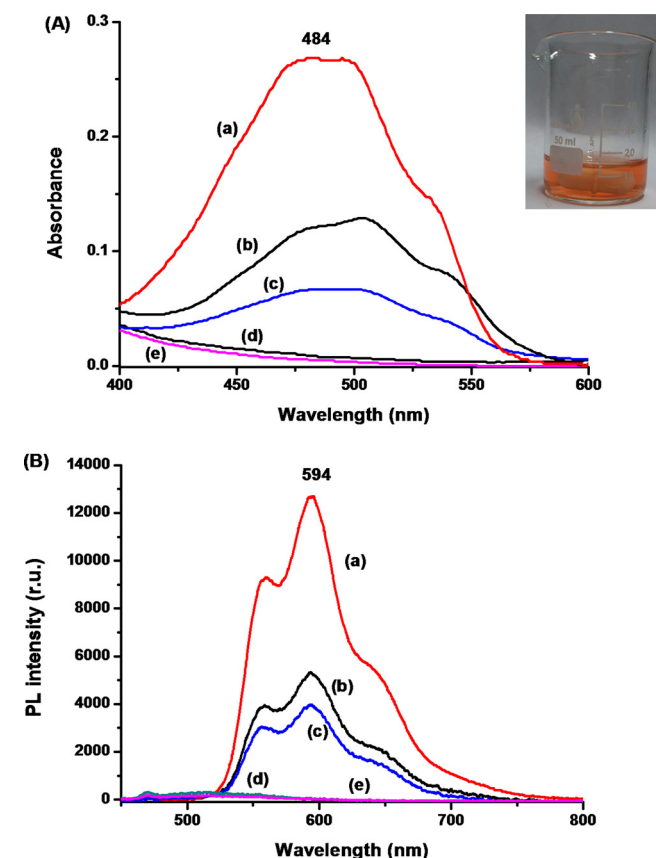 (A)
484
0.3
0.2
0.1
0.0
Absorbance
(a)
(b)
(c)
(d)
(e)
400
450
500
550
600
Wavelength (nm)
50 ml
20
(B)
594
14000
12000
10000
8000
6000
4000
2000
0
PL intensity (r.u.)
(a)
(b)
(c)
(d)
(e)
500
600
700
800
Wavelength (nm)